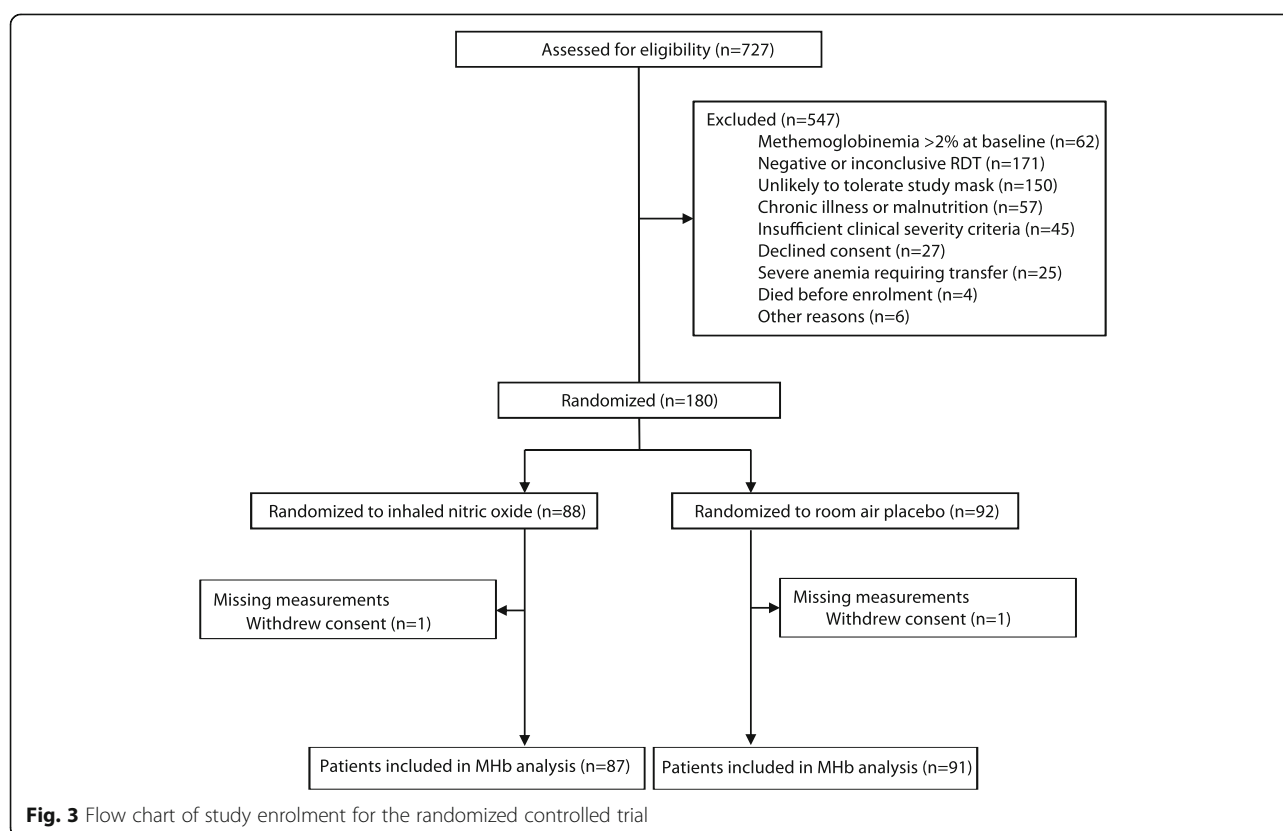 Assessed for eligibility (n=727)
Excluded (n=547)
Methemoglobinemia >2% at baseline (n=62)
Negative or inconclusive RDT (n=171)
Unlikely to tolerate study mask (n=150)
Chronic illness or malnutrition (n=57)
Insufficient clinical severity criteria (n=45)
Declined consent (n=27)
Severe anemia requiring transfer (n=25)
Died before enrolment (n=4)
Other reasons (n=6)
Randomized (n=180)
Randomized to inhaled nitric oxide (n=88)
Randomized to room air placebo (n=92)
Missing measurements
Withdrew consent (n=1)
Missing measurements
Withdrew consent (n=1)
Patients included in MHb analysis (n=87)
Patients included in MHb analysis (n=91)
Fig. 3 Flow chart of study enrolment for the randomized controlled trial